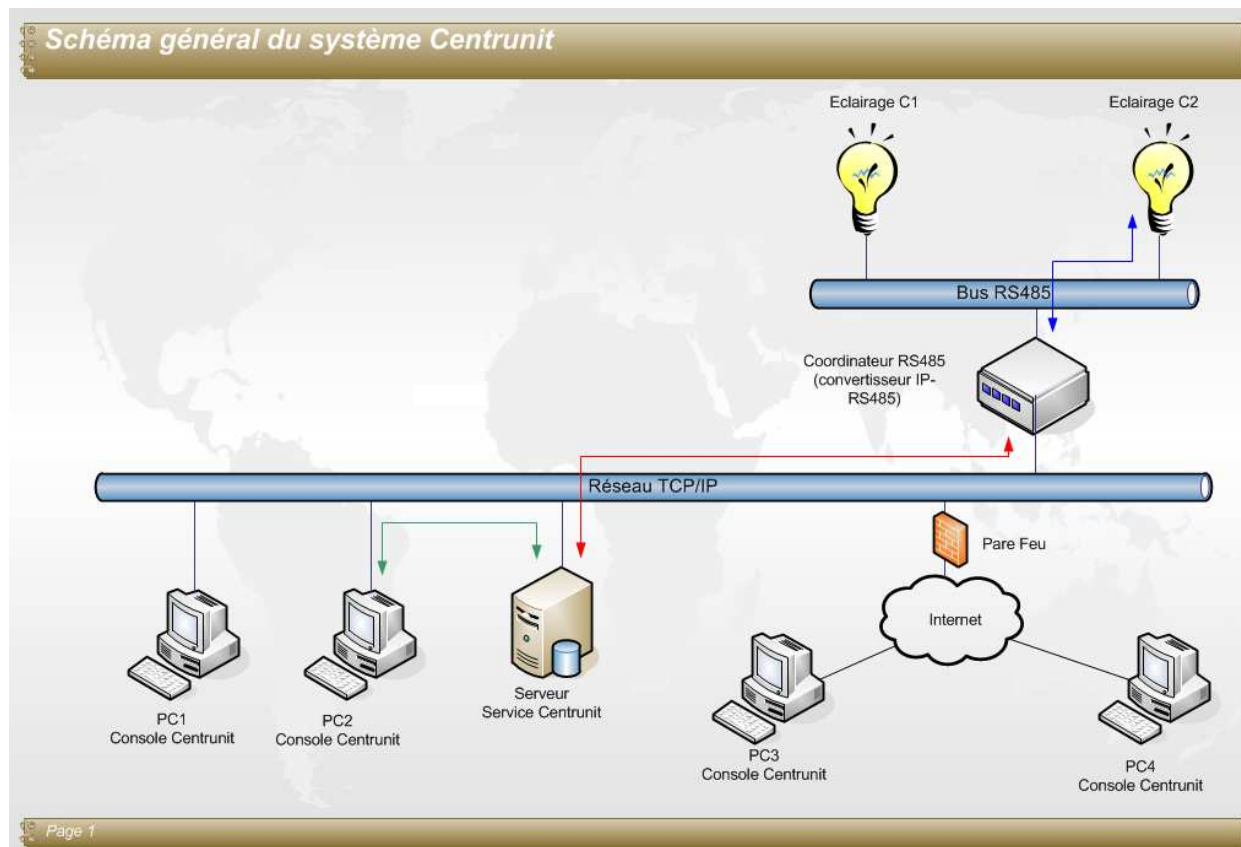 Schéma général du système Centrunit
Eclairage C1
Eclairage C2
Bus RS485
Coordinateur RS485
(convertisseur IP-
RS485)
Réseau TCP/IP
Pare Feu
Internet
PC1
Console Centrunit
PC2
Console Centrunit
Serveur
Service Centrunit
PC3
Console Centrunit
PC4
Console Centrunit
Page 1